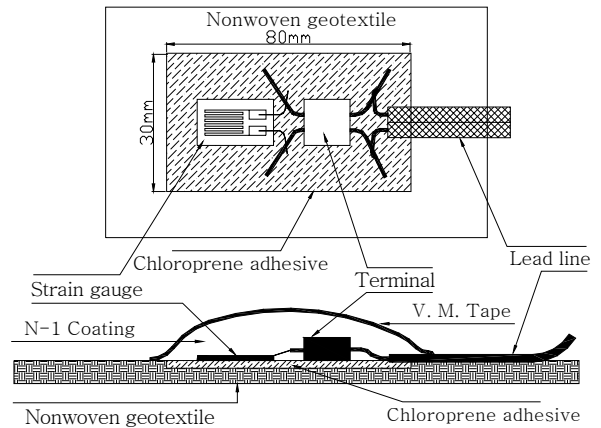 Nonwoven geotextile
80mm
30mm
Chloroprene adhesive
Lead line
Terminal
Strain gauge
V. M. Tape
N-1 Coating
Nonwoven geotextile
Chloroprene adhesive